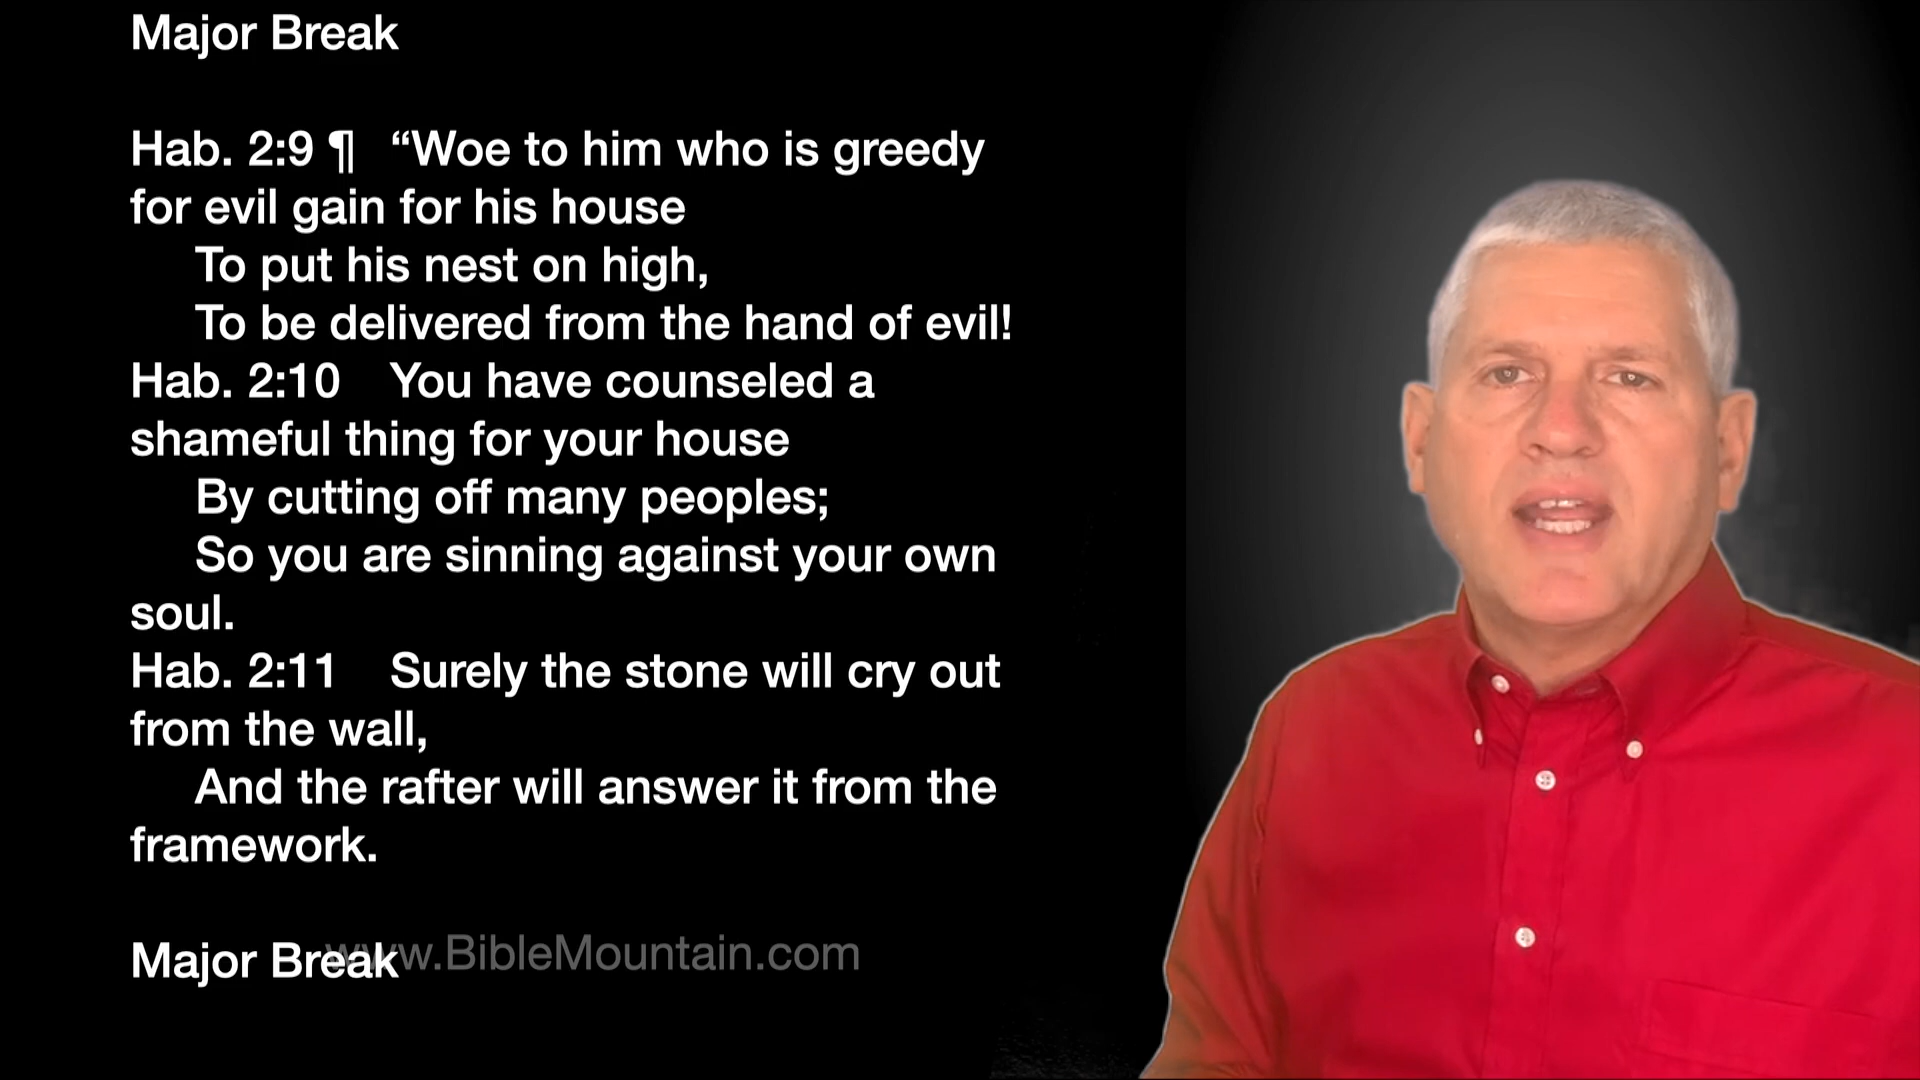 Major Break
Hab. 2:9 ¶ “Woe to him who is greedy
for evil gain for his house
To put his nest on high,
To be delivered from the hand of evil!
Hab. 2:10 You have counseled a
shameful thing for your house
By cutting off many peoples;
So you are sinning against your own
soul.
Hab. 2:11 Surely the stone will cry out
from the wall,
And the rafter will answer it from the
framework.
Major Break
www.BibleMountain.com